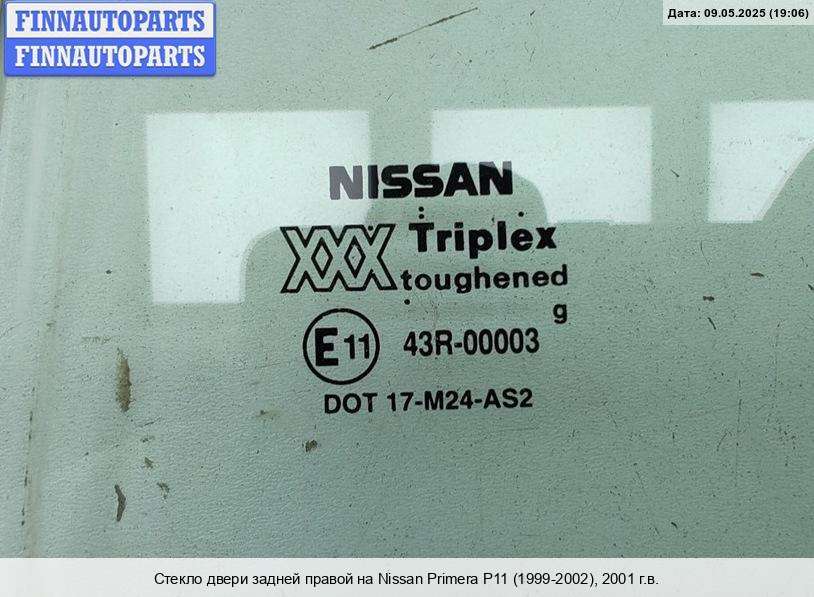 FINNAUTOPARTS
FINNAUTOPARTS
Дата: 09.05.2025 (19:06)
NISSAN
XXX Triplex
toughened
g
E11 43R-00003
DOT 17-M24-AS2
Стекло двери задней правой на Nissan Primera P11 (1999-2002), 2001 г.в.